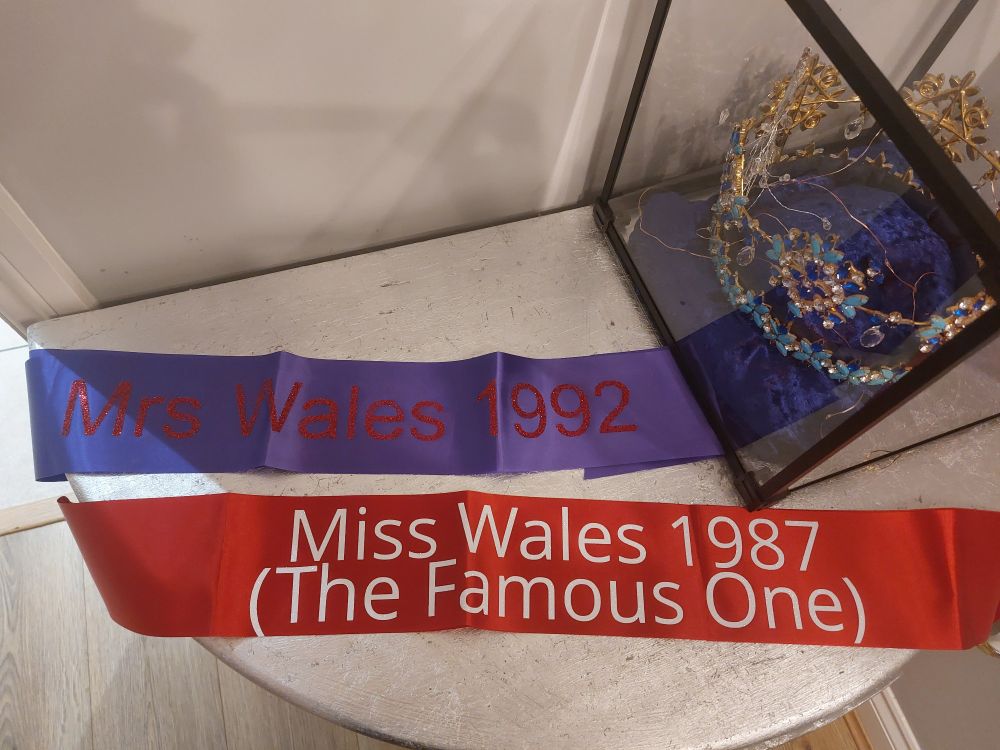 Mrs Wales 1992
Miss Wales 1987
(The Famous One)